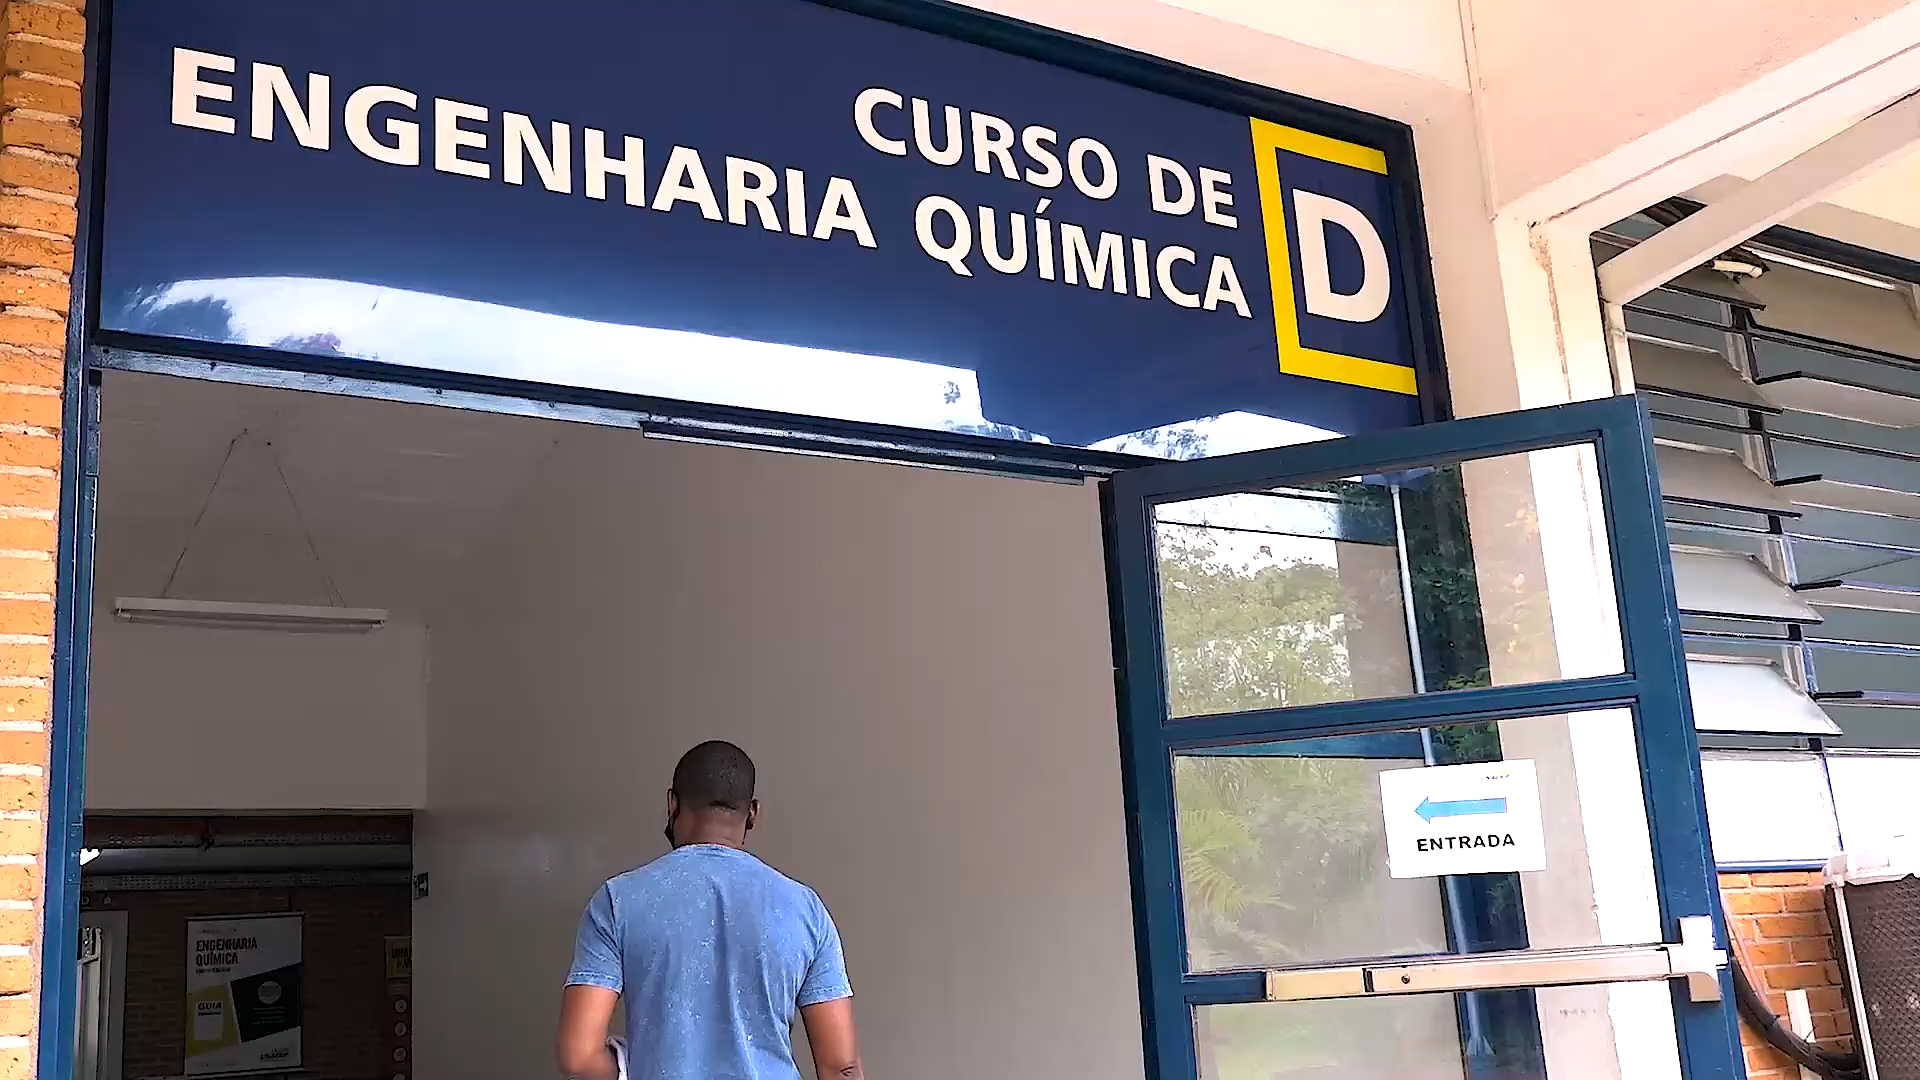 CURSO DE
ENGENHARIA QUÍMICA
D
ENTRADA
ENGENHARIA
QUÍMICA
GUIA